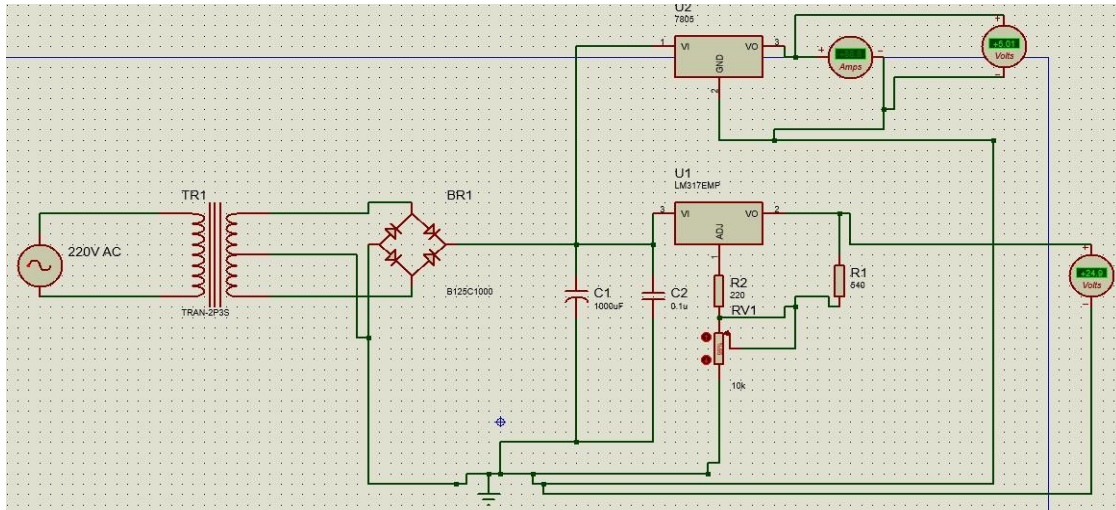 U2
7805
1
VI
VO
3
GND
2
+
-
Amps
+
+5.01
Volts
-
TR1
220V AC
TRAN-2P3S
BR1
B125C1000
U1
LM317EMP
3
VI
VO
2
ADJ
1
C1
1000uF
C2
0.1u
R2
220
RV1
10k
R1
540
+
+24.9
Volts
-